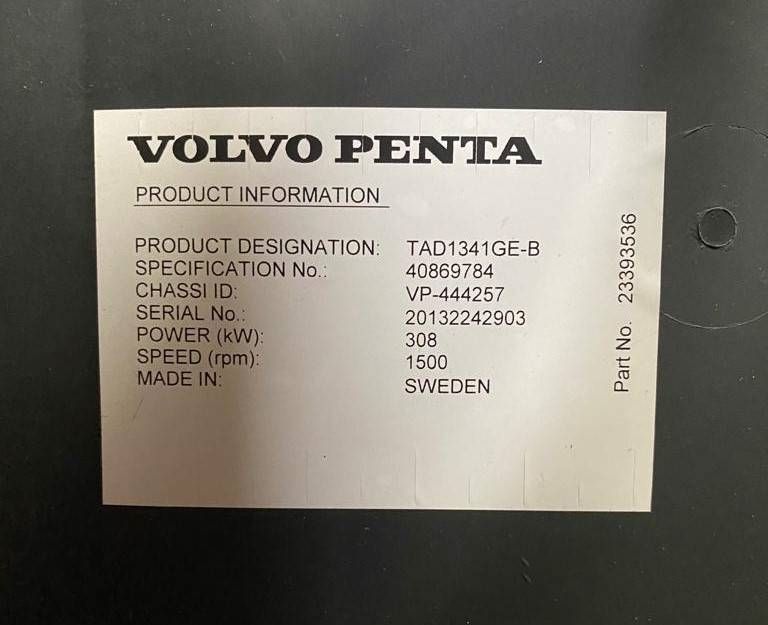 VOLVO PENTA
PRODUCT INFORMATION
PRODUCT DESIGNATION: TAD1341GE-B
SPECIFICATION No.: 40869784
CHASSI ID: VP-444257
SERIAL No.: 20132242903
POWER (kW): 308
SPEED (rpm): 1500
MADE IN: SWEDEN
Part No. 23393536